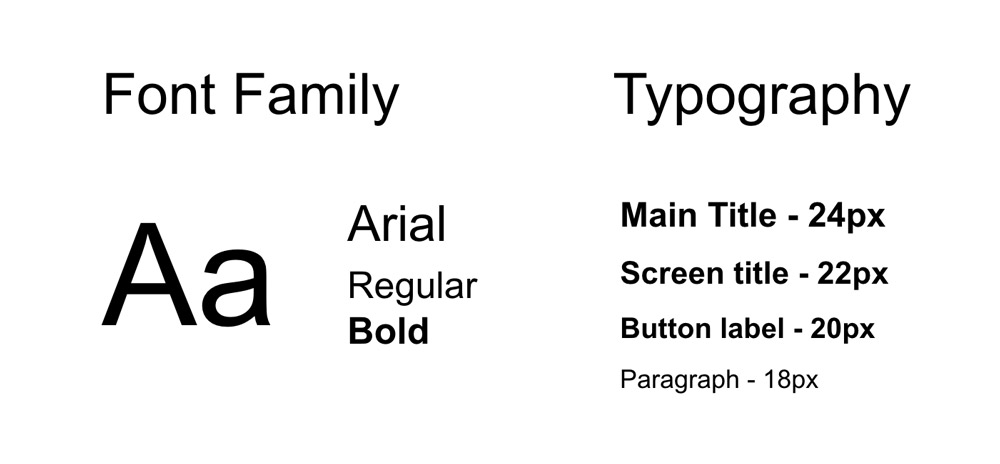 Font Family
Aa
Arial
Regular
Bold
Typography
Main Title - 24px
Screen title - 22px
Button label - 20px
Paragraph - 18px